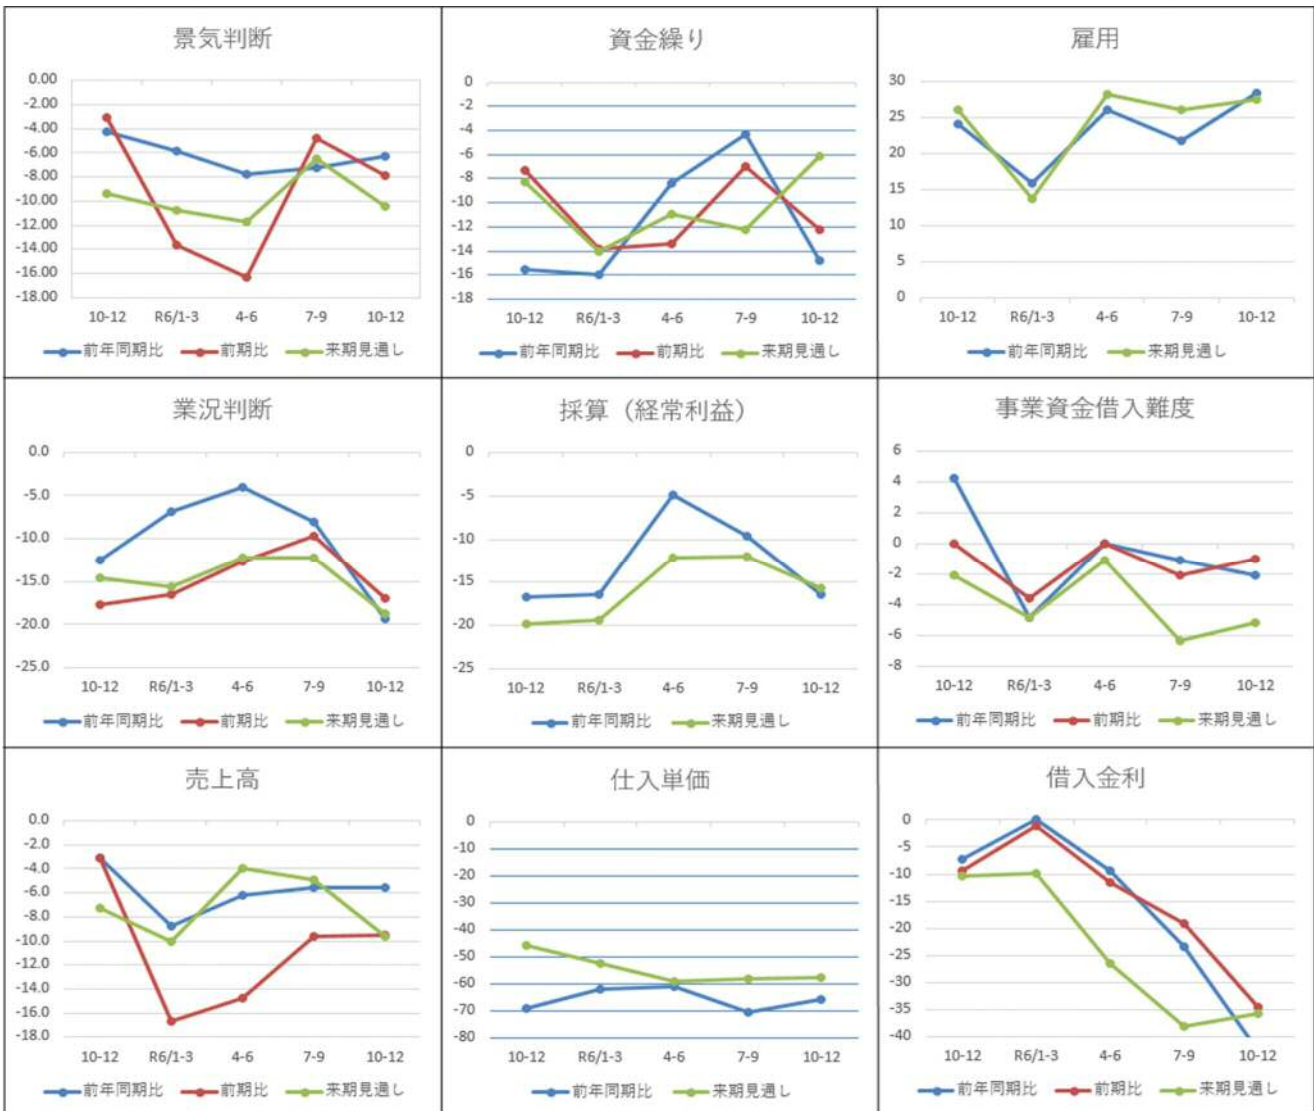 景気判断
0.00
-2.00
-4.00
-6.00
-8.00
-10.00
-12.00
-14.00
-16.00
-18.00
10-12 R6/1-3 4-6 7-9 10-12
前年同期比 前期比 来期見通し
資金繰り
0
-2
-4
-6
-8
-10
-12
-14
-16
-18
10-12 R6/1-3 4-6 7-9 10-12
前年同期比 前期比 来期見通し
雇用
30
25
20
15
10
5
0
10-12 R6/1-3 4-6 7-9 10-12
前年同期比 来期見通し
業況判断
0.0
-5.0
-10.0
-15.0
-20.0
-25.0
10-12 R6/1-3 4-6 7-9 10-12
前年同期比 前期比 来期見通し
採算（経常利益）
0
-5
-10
-15
-20
-25
10-12 R6/1-3 4-6 7-9 10-12
前年同期比 来期見通し
事業資金借入難度
6
4
2
0
-2
-4
-6
-8
10-12 R6/1-3 4-6 7-9 10-12
前年同期比 前期比 来期見通し
売上高
0.0
-2.0
-4.0
-6.0
-8.0
-10.0
-12.0
-14.0
-16.0
-18.0
10-12 R6/1-3 4-6 7-9 10-12
前年同期比 前期比 来期見通し
仕入単価
0
-10
-20
-30
-40
-50
-60
-70
-80
10-12 R6/1-3 4-6 7-9 10-12
前年同期比 来期見通し
借入金利
0
-5
-10
-15
-20
-25
-30
-35
-40
10-12 R6/1-3 4-6 7-9 10-12
前年同期比 前期比 来期見通し